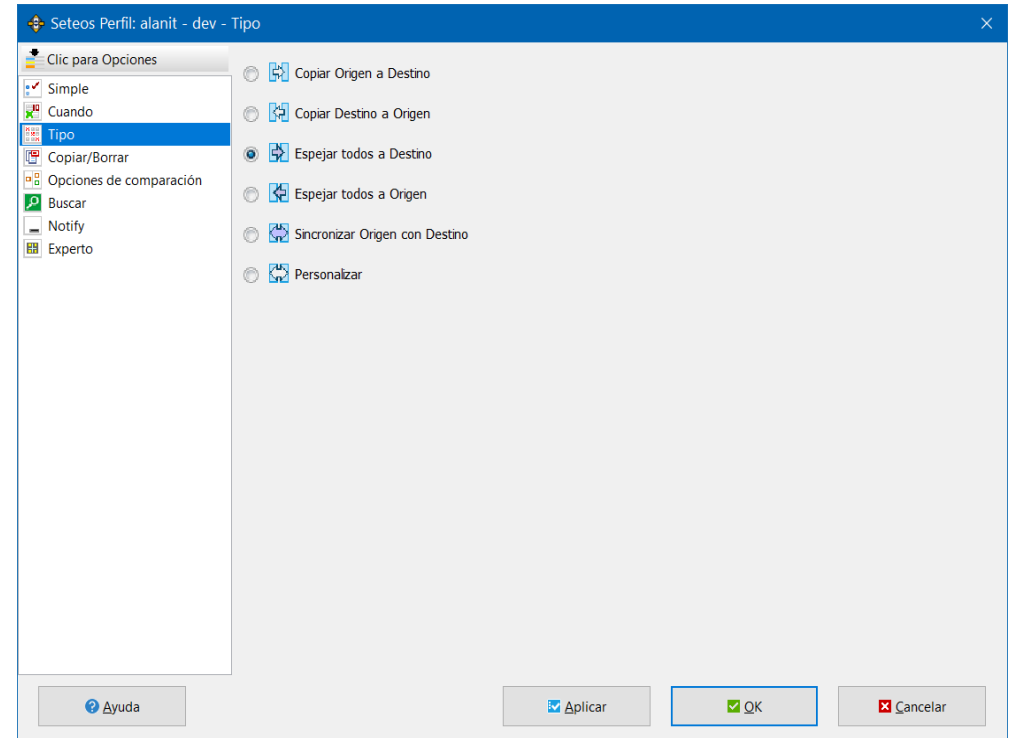 Seteos Perfil: alanit - dev - Tipo
Clic para Opciones
Simple
Cuando
Tipo
Copiar/Borrar
Opciones de comparación
Buscar
Notify
Experto
Copiar Origen a Destino
Copiar Destino a Origen
Espejar todos a Destino
Espejar todos a Origen
Sincronizar Origen con Destino
Personalizar
Ayuda
Aplicar
OK
Cancelar